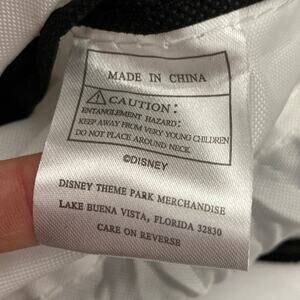 MADE IN CHINA
⚠ CAUTION:
ENTANGLEMENT HAZARD:
KEEP AWAY FROM VERY YOUNG CHILDREN
DO NOT PLACE AROUND NECK.
©DISNEY
DISNEY THEME PARK MERCHANDISE
LAKE BUENA VISTA, FLORIDA 32830
CARE ON REVERSE